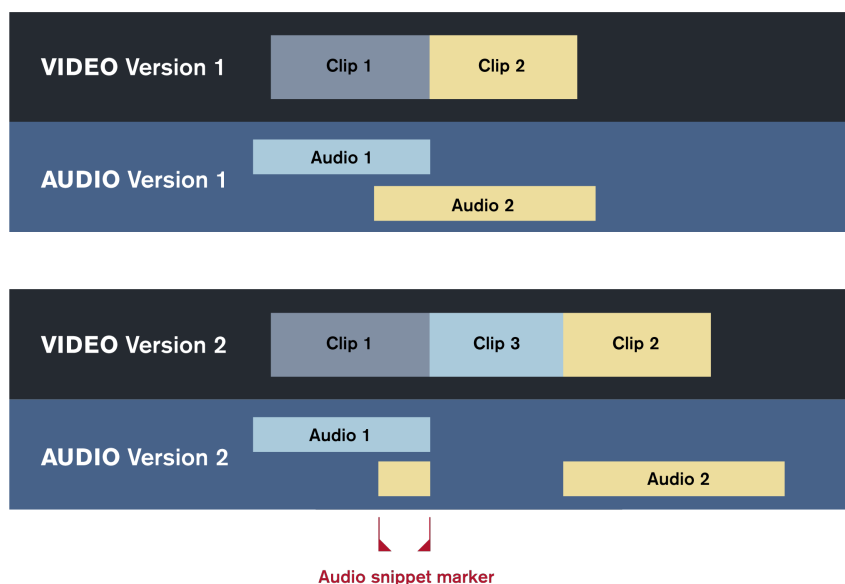 VIDEO Version 1
Clip 1
Clip 2
AUDIO Version 1
Audio 1
Audio 2
VIDEO Version 2
Clip 1
Clip 3
Clip 2
AUDIO Version 2
Audio 1
Audio 2
Audio snippet marker